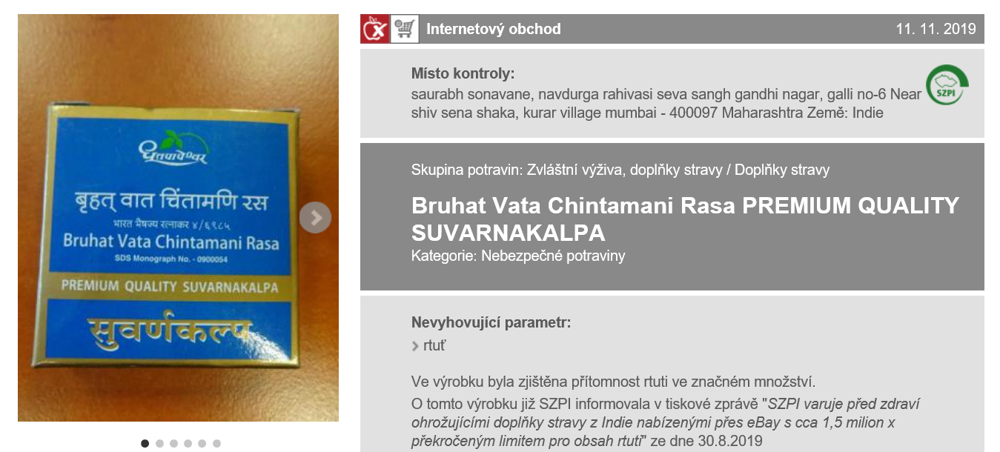 धूतपापेश्वर
बृहत् वात चिंतामणि रस
भारत भैषज्य रत्नाकर ४/६९८५
Bruhat Vata Chintamani Rasa
SDS Monograph No. - 0900054
PREMIUM QUALITY SUVARNAKALPA
सुवर्णकल्प
Internetový obchod
11. 11. 2019
Místo kontroly:
saurabh sonavane, navdurga rahivasi seva sangh gandhi nagar, galli no-6 Near
shiv sena shaka, kurar village mumbai - 400097 Maharashtra Země: Indie
SZPI
Skupina potravin: Zvláštní výživa, doplňky stravy / Doplňky stravy
Bruhat Vata Chintamani Rasa PREMIUM QUALITY
SUVARNAKALPA
Kategorie: Nebezpečné potraviny
Nevyhovující parametr:
rtuť
Ve výrobku byla zjištěna přítomnost rtuti ve značném množství.
O tomto výrobku již SZPI informovala v tiskové zprávě "SZPI varuje před zdraví
ohrožujícími doplňky stravy z Indie nabízenými přes eBay s cca 1,5 milion x
překročeným limitem pro obsah rtuti" ze dne 30.8.2019